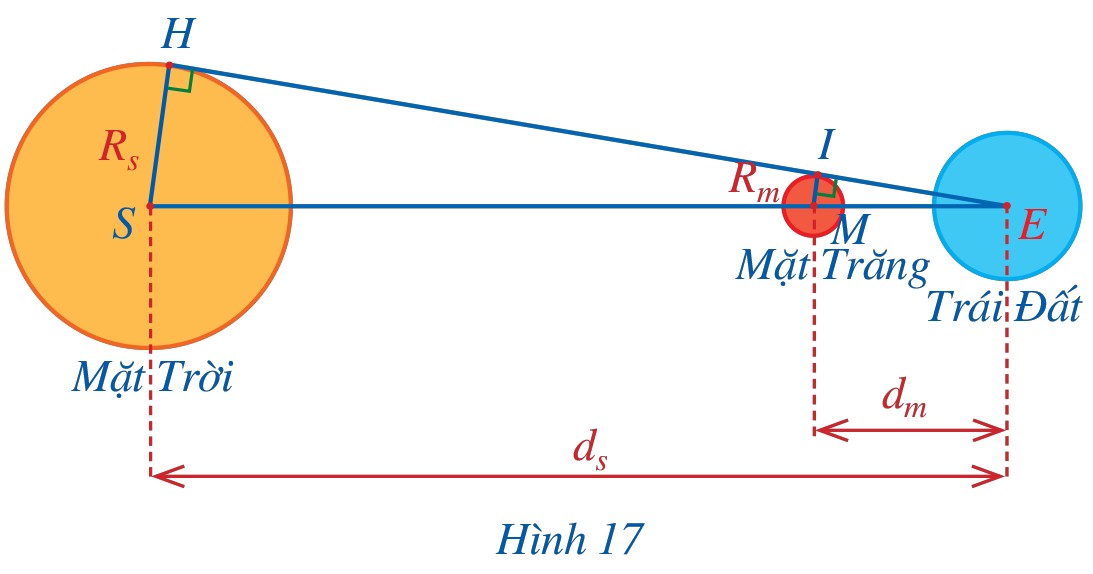 H
I
R_s
R_m
S
M
E
Mặt Trăng
Trái Đất
Mặt Trời
d_m
d_s
Hình 17